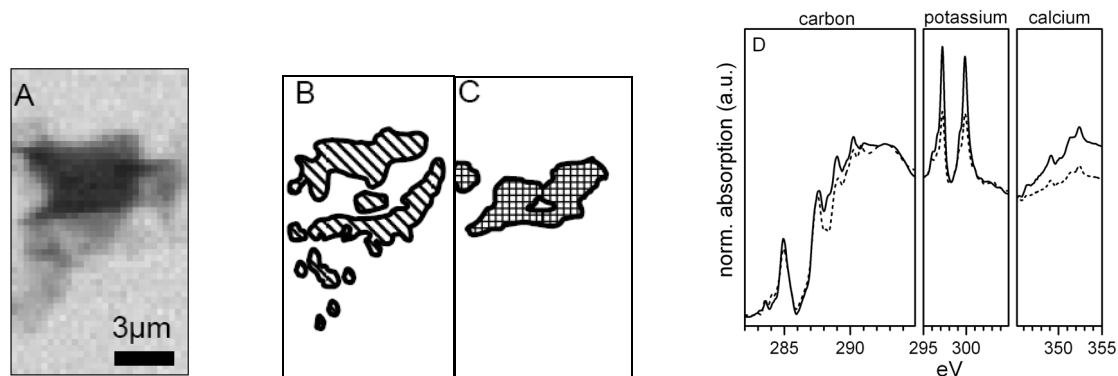 carbon potassium calcium
A
B
C
D
3µm
norm. absorption (a.u.)
285 290 295 300 350 355
eV